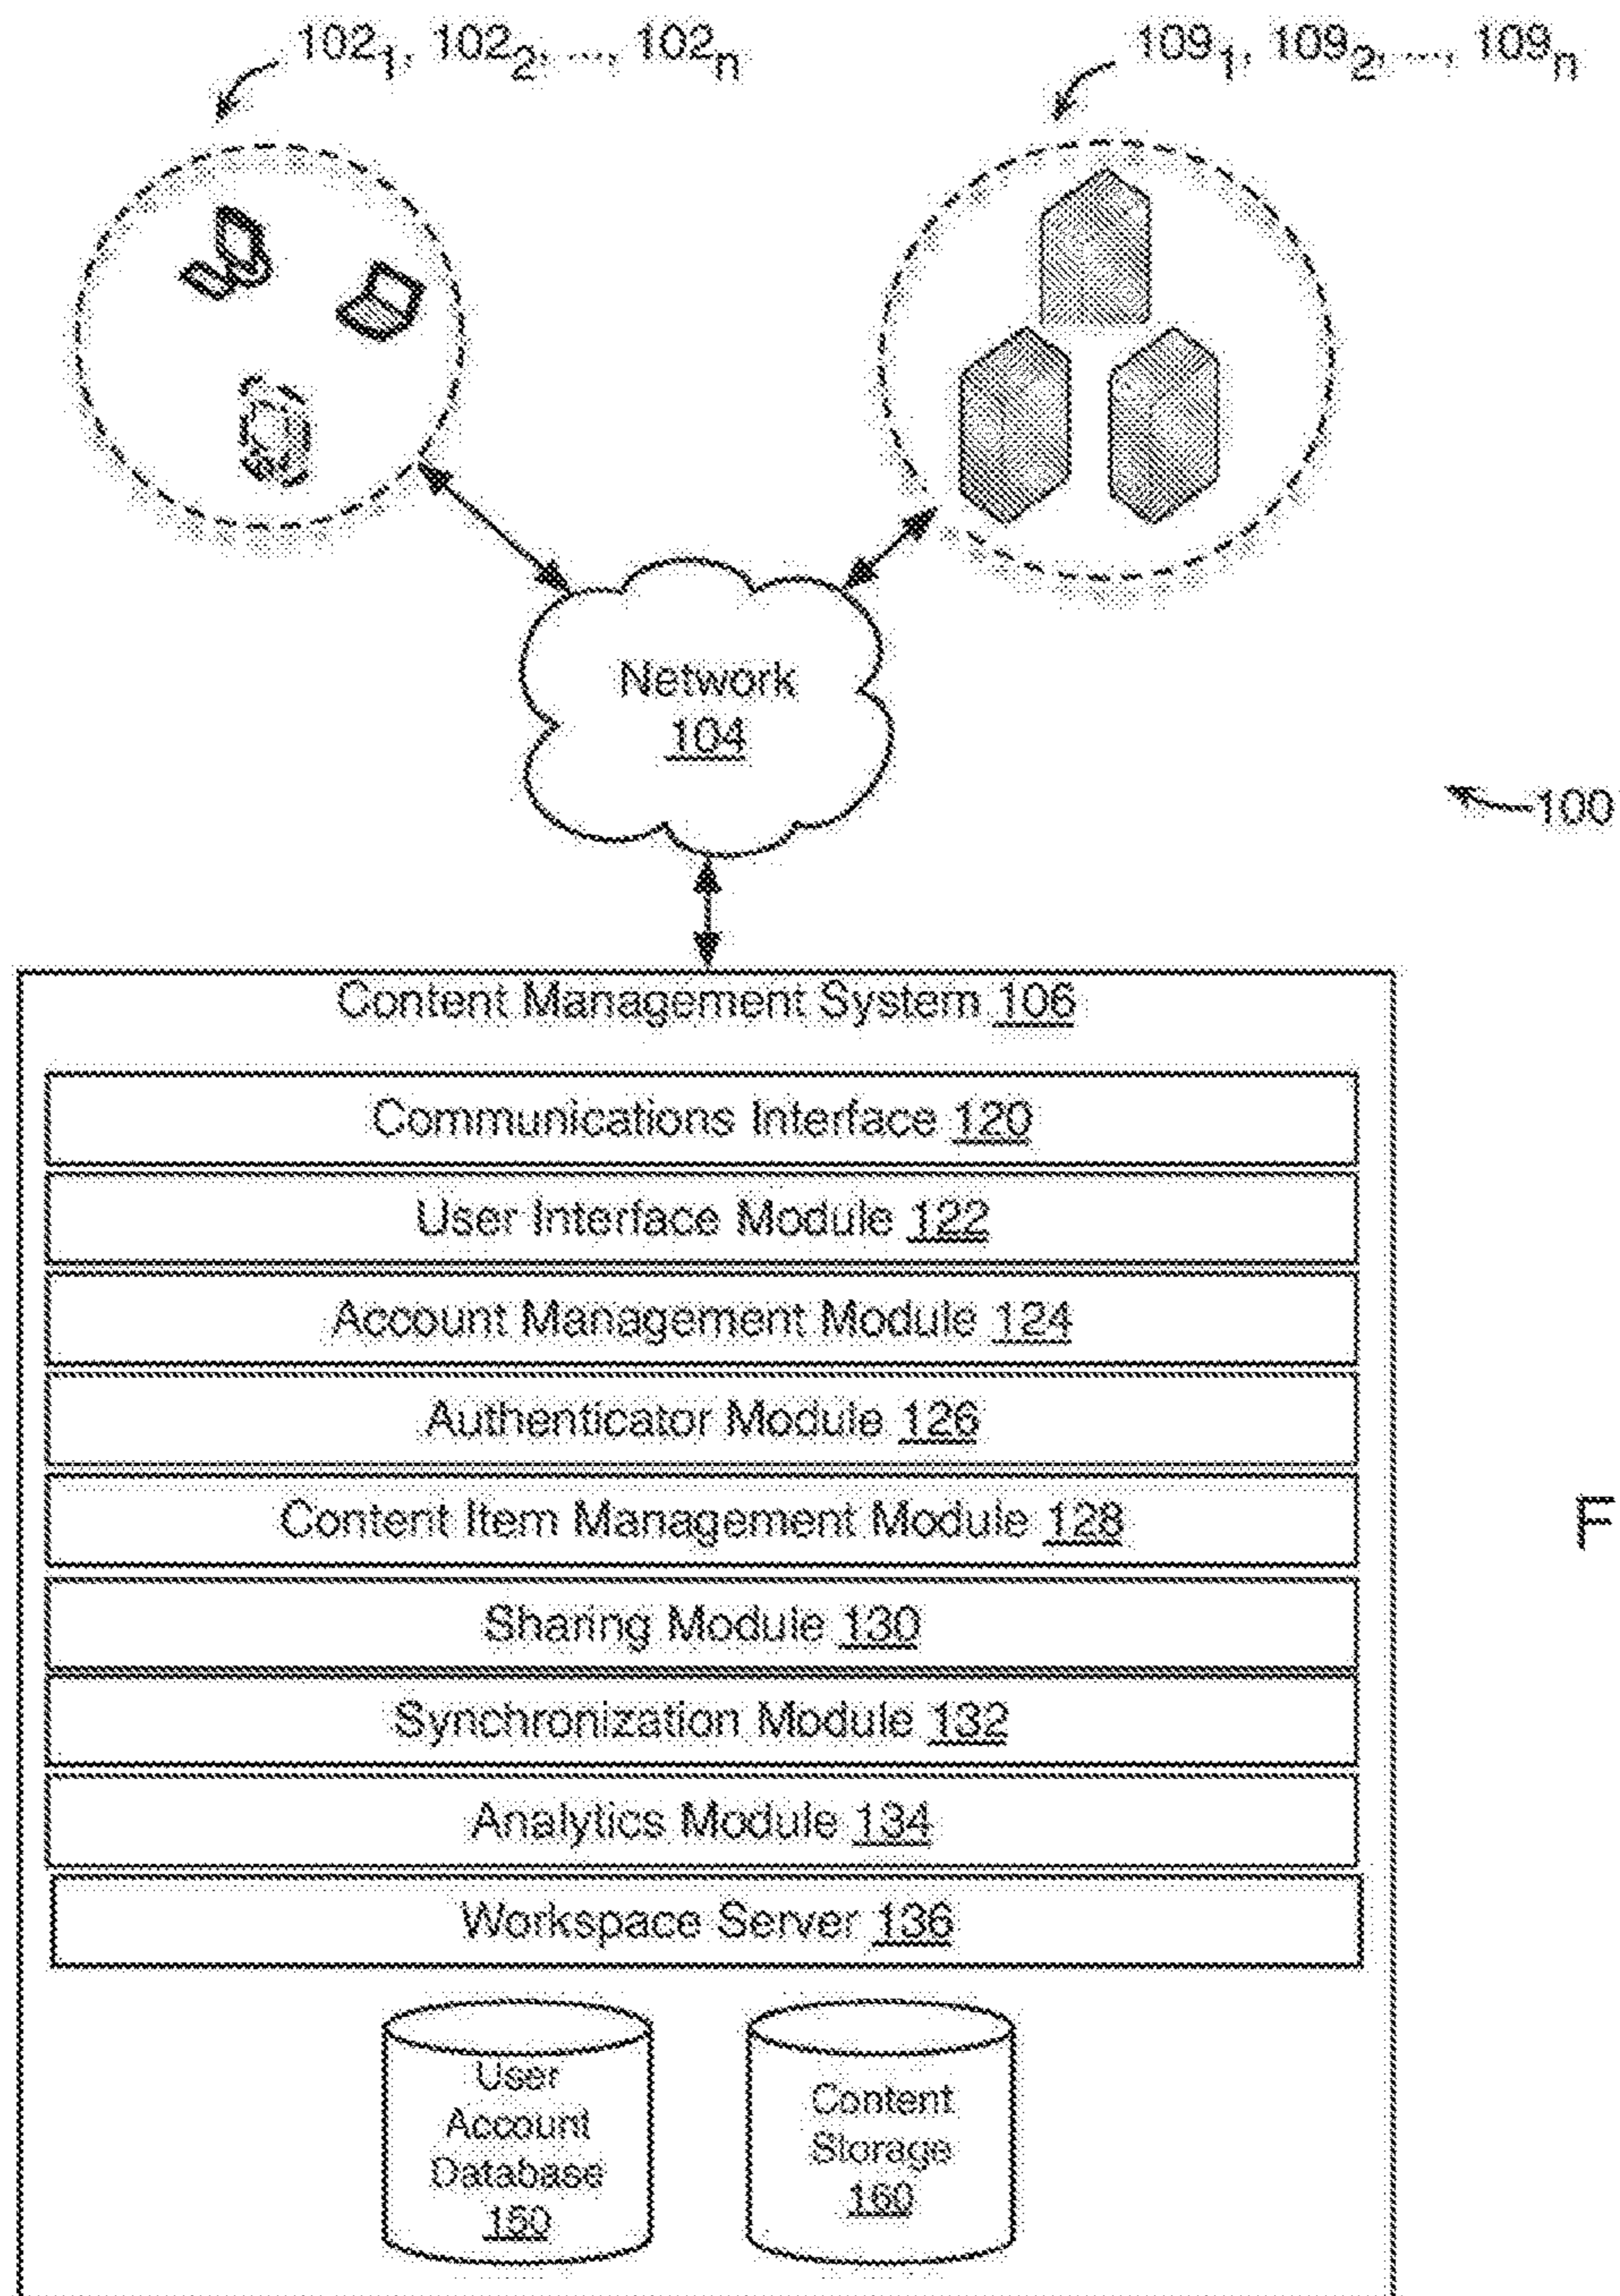 102₁, 102₂, ..., 102ₙ
109₁, 109₂, ..., 109ₙ
Network
104
100
Content Management System 106
Communications Interface 120
User Interface Module 122
Account Management Module 124
Authenticator Module 126
Content Item Management Module 128
F
Sharing Module 130
Synchronization Module 132
Analytics Module 134
Workspace Server 136
User
Account
Database
150
Content
Storage
160